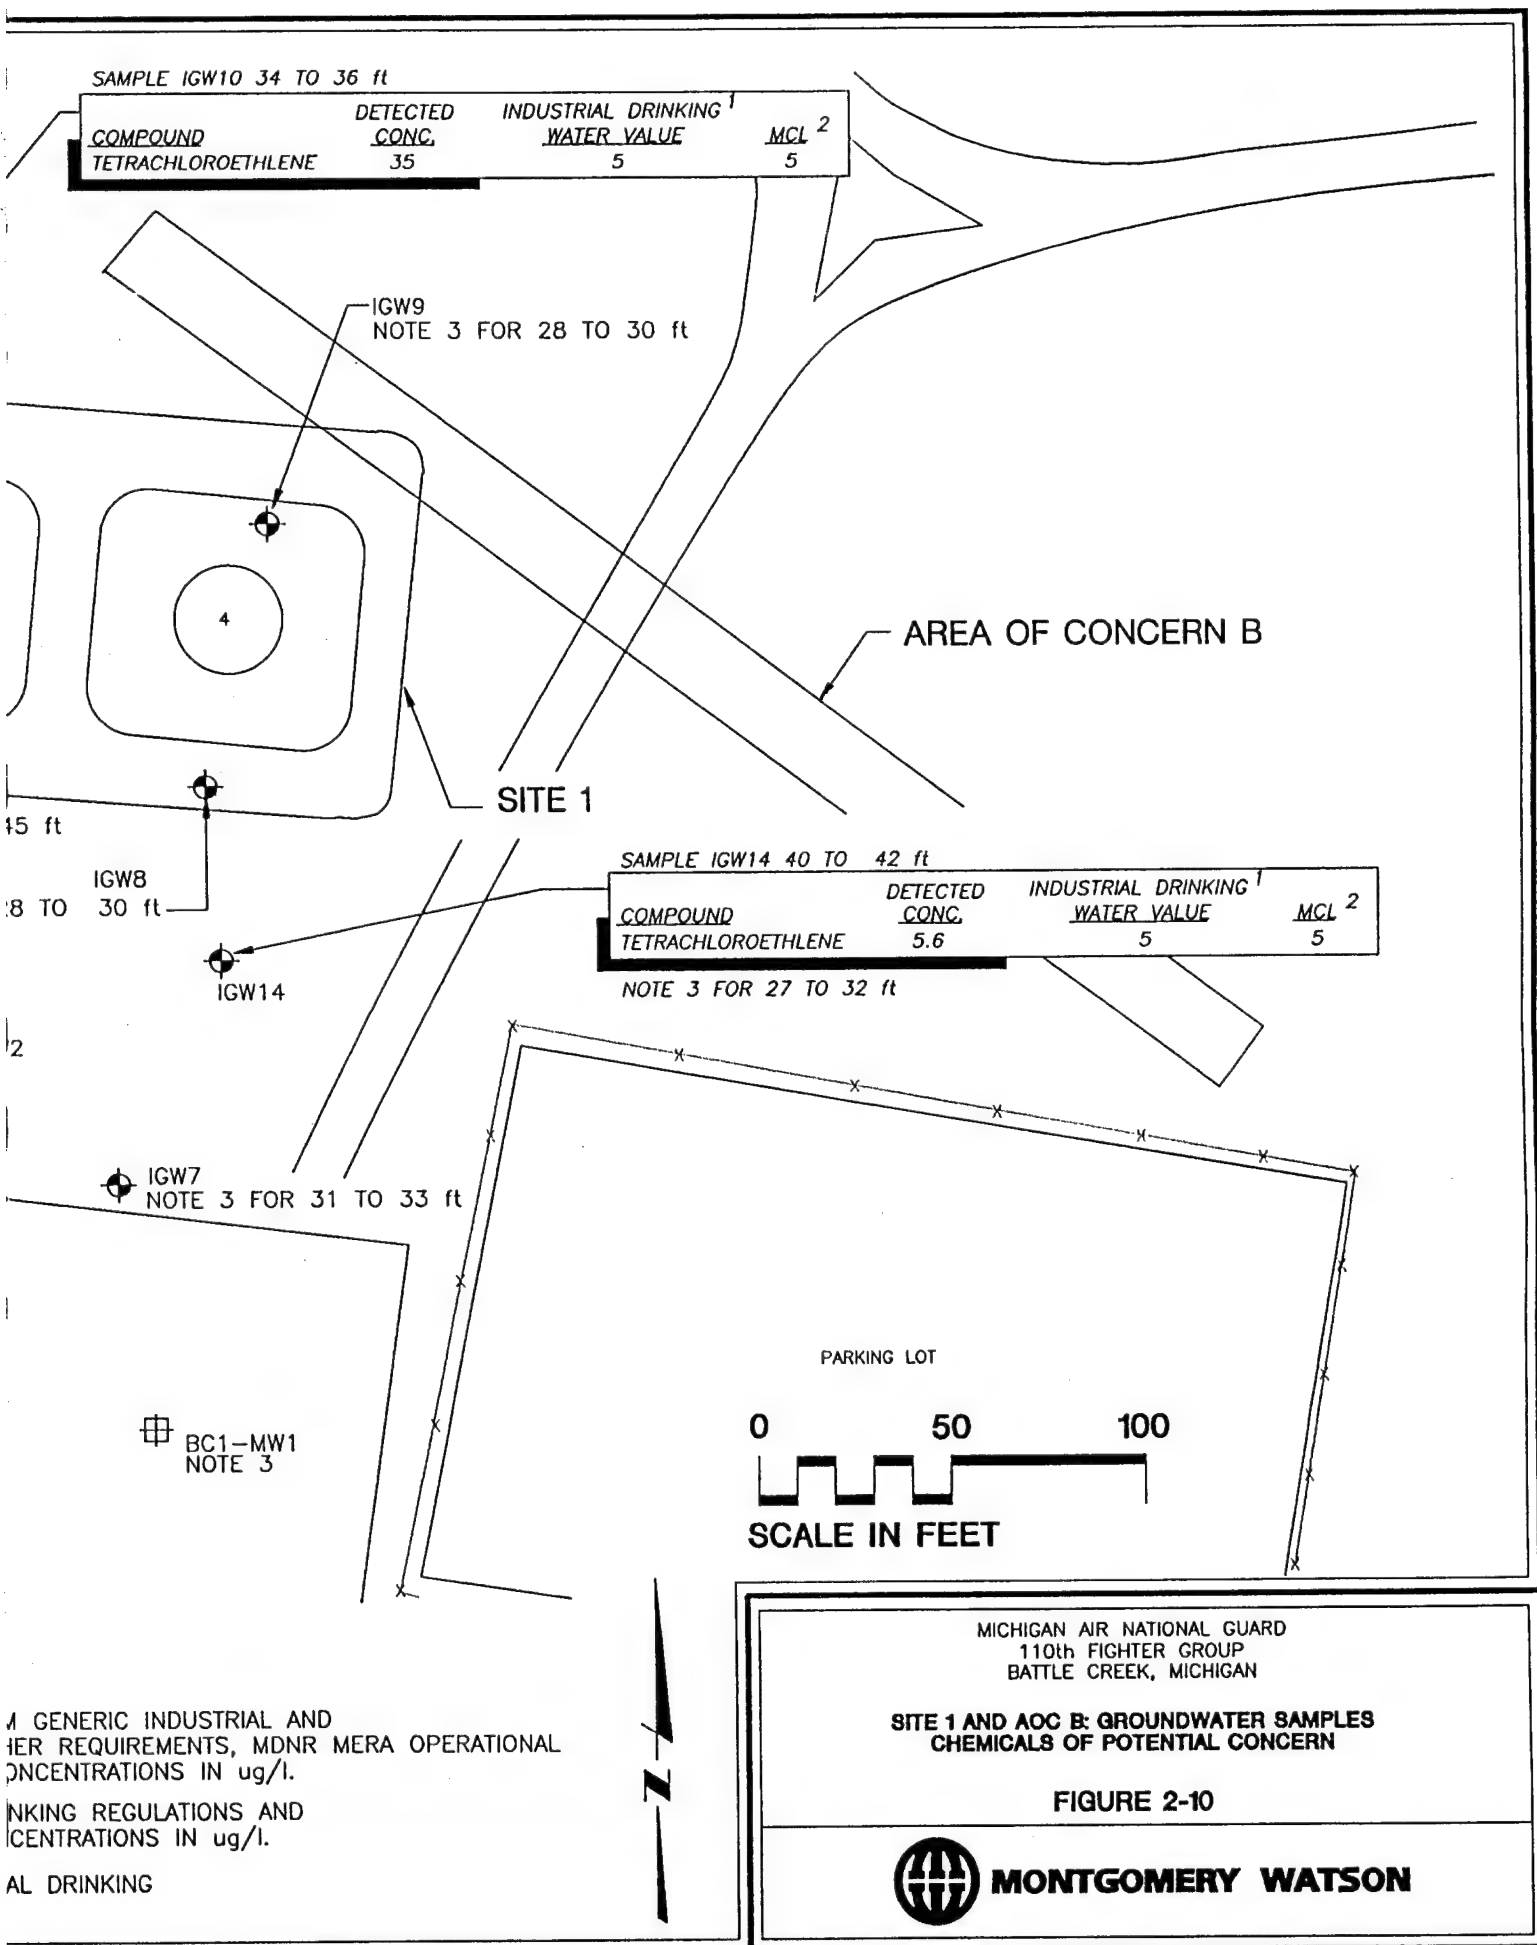 SAMPLE IGW10 34 TO 36 ft
COMPOUND DETECTED CONC. INDUSTRIAL DRINKING 1 WATER VALUE MCL 2
TETRACHLOROETHLENE 35 5 5
IGW9
NOTE 3 FOR 28 TO 30 ft
4
AREA OF CONCERN B
SITE 1
45 ft
IGW8
28 TO 30 ft
SAMPLE IGW14 40 TO 42 ft
COMPOUND DETECTED CONC. INDUSTRIAL DRINKING 1 WATER VALUE MCL 2
TETRACHLOROETHLENE 5.6 5 5
NOTE 3 FOR 27 TO 32 ft
IGW14
/2
IGW7
NOTE 3 FOR 31 TO 33 ft
PARKING LOT
BC1-MW1
NOTE 3
0 50 100
SCALE IN FEET
N
MICHIGAN AIR NATIONAL GUARD
110th FIGHTER GROUP
BATTLE CREEK, MICHIGAN
SITE 1 AND AOC B: GROUNDWATER SAMPLES
CHEMICALS OF POTENTIAL CONCERN
FIGURE 2-10
MONTGOMERY WATSON
GENERIC INDUSTRIAL AND
HER REQUIREMENTS, MDNR MERA OPERATIONAL
ONCENTRATIONS IN ug/l.
NKING REGULATIONS AND
CENTRATIONS IN ug/l.
AL DRINKING